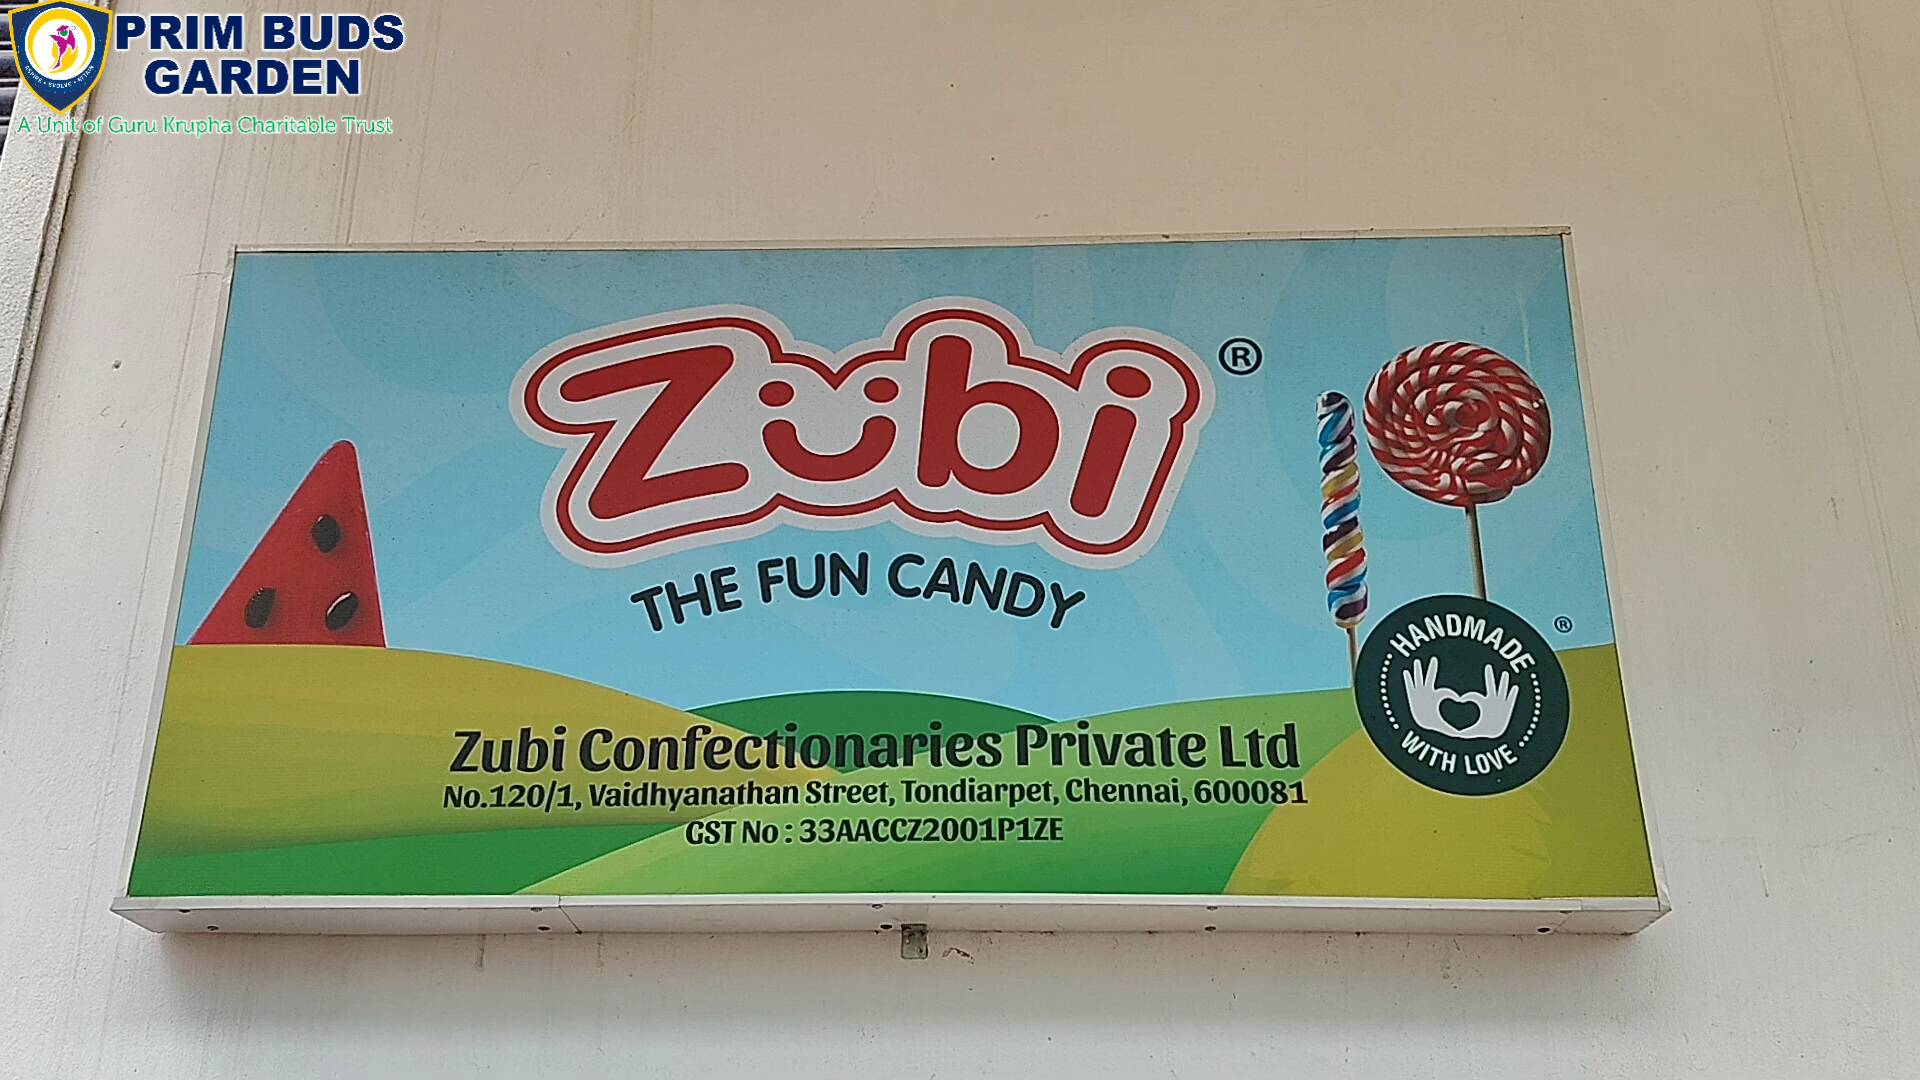 PRIM BUDS
GARDEN
A Unit of Guru Krupha Charitable Trust
Zubi ®
THE FUN CANDY
HANDMADE ®
WITH LOVE
Zubi Confectionaries Private Ltd
No.120/1, Vaidhyanathan Street, Tondiarpet, Chennai, 600081
GST No : 33AACCZ2001P1ZE